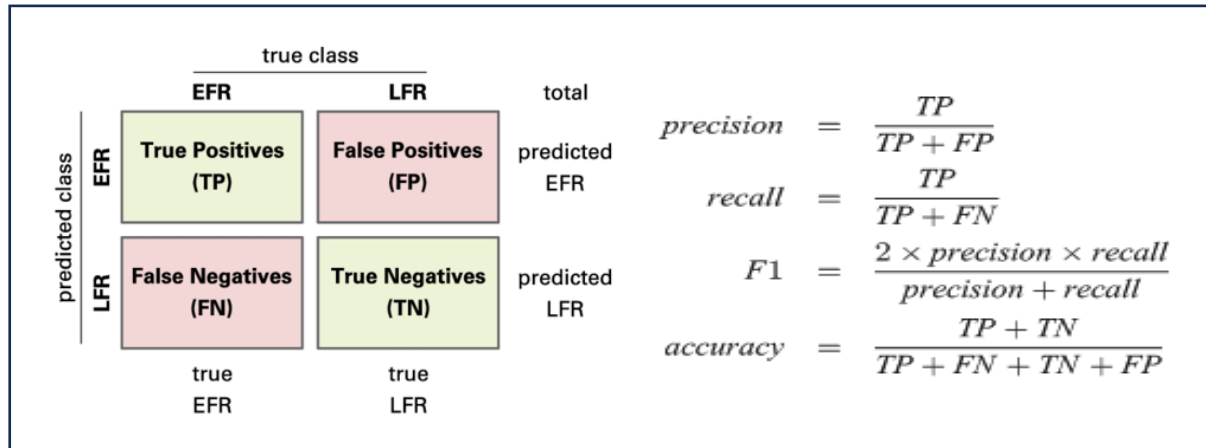 true class
EFR LFR total
predicted class
EFR
True Positives
(TP)
False Positives
(FP)
predicted
EFR
LFR
False Negatives
(FN)
True Negatives
(TN)
predicted
LFR
true
EFR
true
LFR
precision = TP / TP + FP
recall = TP / TP + FN
F1 = 2 × precision × recall / precision + recall
accuracy = TP + TN / TP + FN + TN + FP